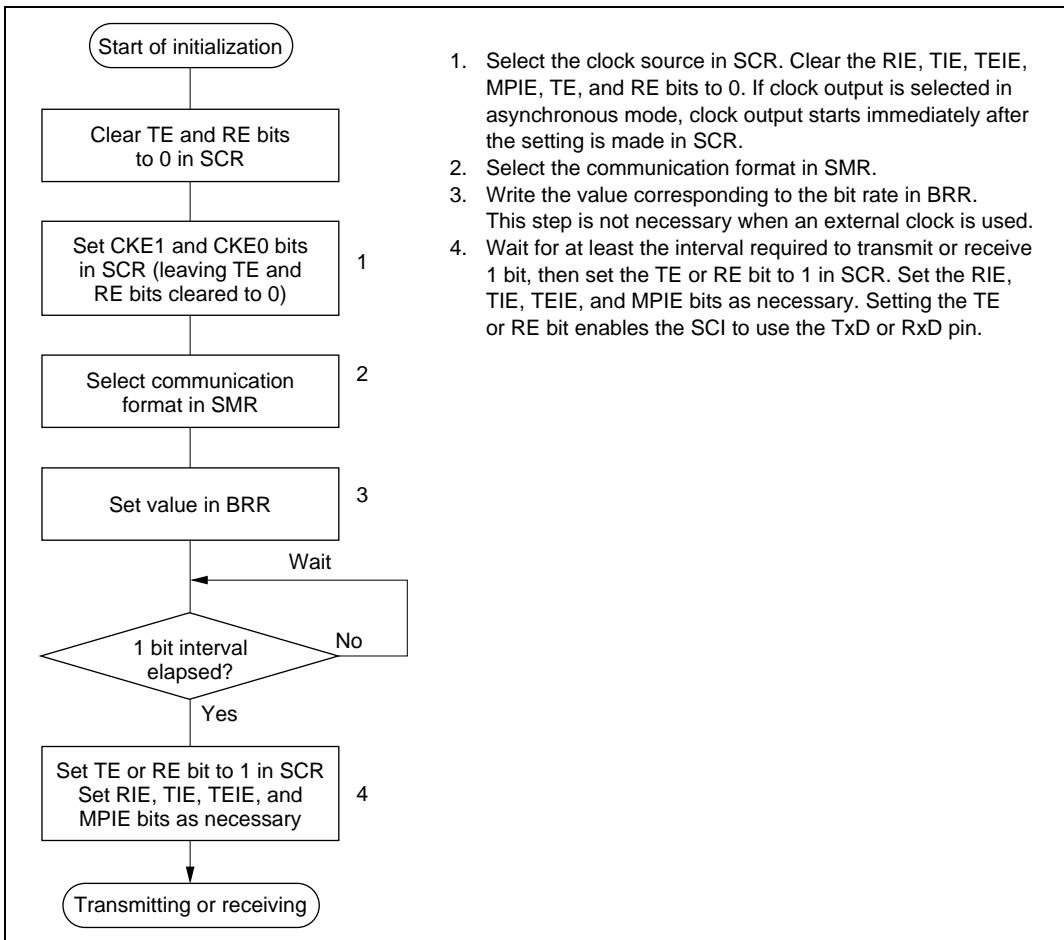 Start of initialization
Clear TE and RE bits
to 0 in SCR
Set CKE1 and CKE0 bits
in SCR (leaving TE and
RE bits cleared to 0)
1
Select communication
format in SMR
2
Set value in BRR
3
Wait
1 bit interval
elapsed?
No
Yes
Set TE or RE bit to 1 in SCR
Set RIE, TIE, TEIE, and
MPIE bits as necessary
4
Transmitting or receiving
1. Select the clock source in SCR. Clear the RIE, TIE, TEIE,
MPIE, TE, and RE bits to 0. If clock output is selected in
asynchronous mode, clock output starts immediately after
the setting is made in SCR.
2. Select the communication format in SMR.
3. Write the value corresponding to the bit rate in BRR.
This step is not necessary when an external clock is used.
4. Wait for at least the interval required to transmit or receive
1 bit, then set the TE or RE bit to 1 in SCR. Set the RIE,
TIE, TEIE, and MPIE bits as necessary. Setting the TE
or RE bit enables the SCI to use the TxD or RxD pin.